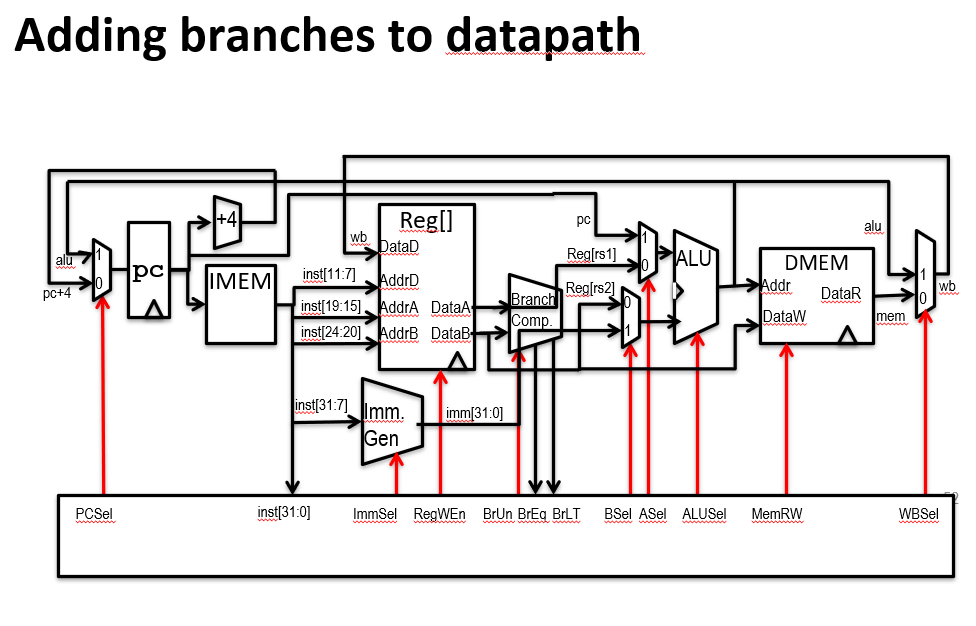 Adding branches to datapath
+4
Reg[]
pc
alu
ALU
DMEM
IMEM
pc
wb
DataD
Reg[rs1]
alu
1
0
pc+4
inst[11:7]
AddrD
inst[19:15]
AddrA
DataA
inst[24:20]
AddrB
DataB
Branch
Comp.
Reg[rs2]
1
0
0
1
Addr
DataR
DataW
mem
1
0
wb
inst[31:7]
Imm.
Gen
imm[31:0]
PCSel
inst[31:0]
ImmSel
RegWEn
BrUn
BrEq
BrLT
BSel
ASel
ALUSel
MemRW
WBSel